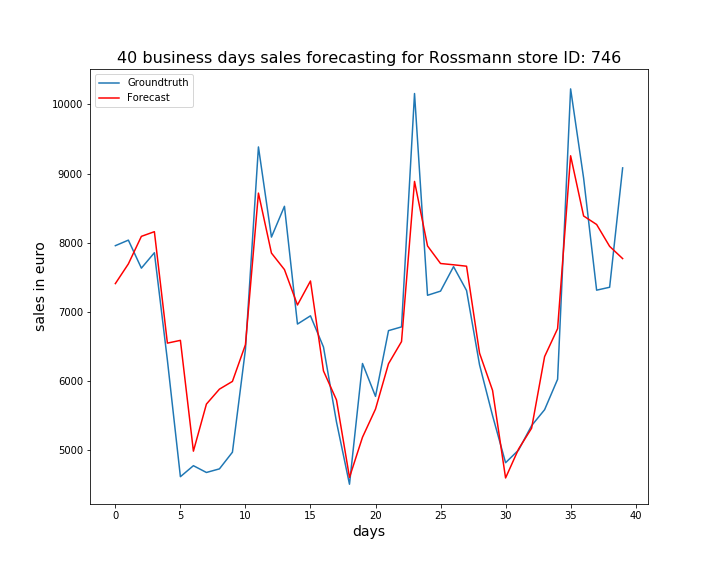 40 business days sales forecasting for Rossmann store ID: 746
Groundtruth
Forecast
10000
9000
8000
7000
6000
5000
sales in euro
0 5 10 15 20 25 30 35 40
days